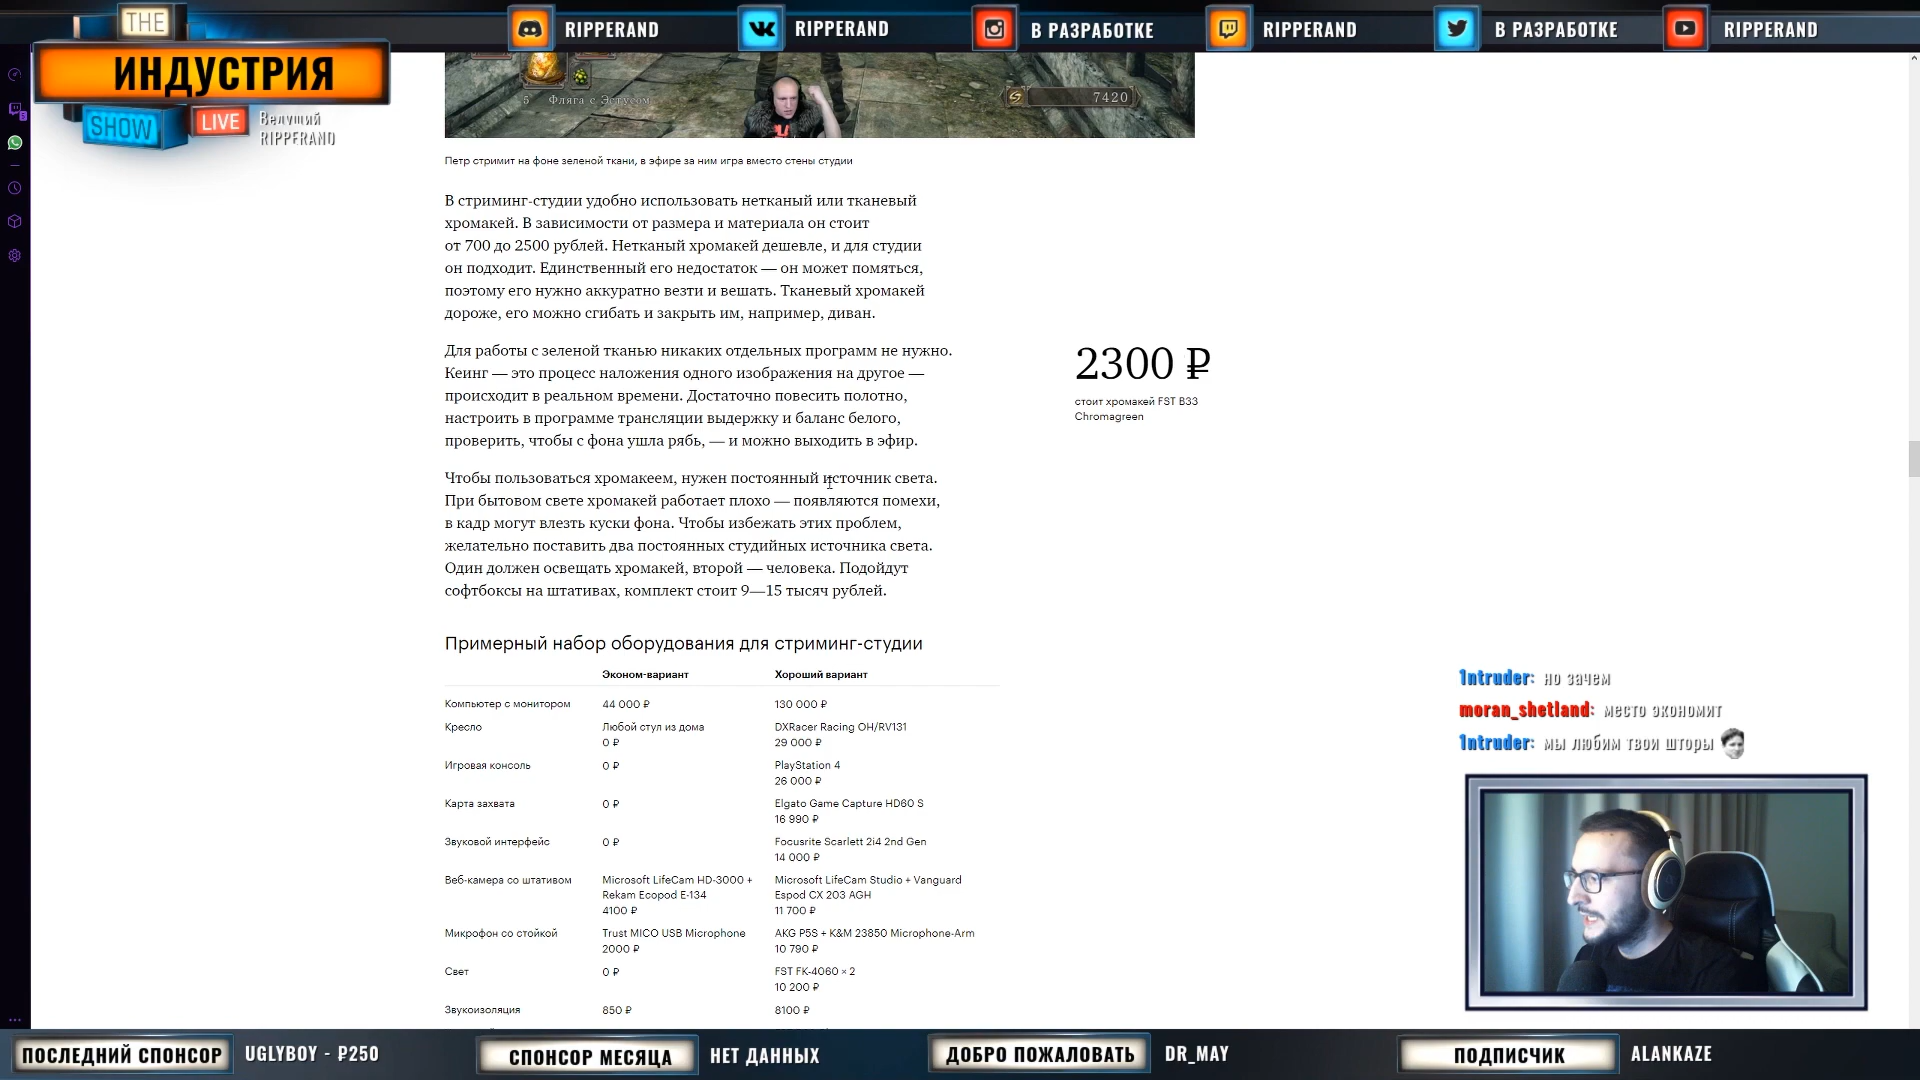 THE
ИНДУСТРИЯ
SHOW
LIVE
Ведущий
RIPPERAND
RIPPERAND
RIPPERAND
В РАЗРАБОТКЕ
RIPPERAND
В РАЗРАБОТКЕ
RIPPERAND
5 Фляга с Эстусом
7420
Петр стримит на фоне зеленой ткани, в эфире за ним игра вместо стены студии
В стриминг-студии удобно использовать нетканый или тканевый
хромакей. В зависимости от размера и материала он стоит
от 700 до 2500 рублей. Нетканый хромакей дешевле, и для студии
он подходит. Единственный его недостаток — он может помяться,
поэтому его нужно аккуратно везти и вешать. Тканевый хромакей
дороже, его можно сгибать и закрыть им, например, диван.
Для работы с зеленой тканью никаких отдельных программ не нужно.
Кеинг — это процесс наложения одного изображения на другое —
происходит в реальном времени. Достаточно повесить полотно,
настроить в программе трансляции выдержку и баланс белого,
проверить, чтобы с фона ушла рябь, — и можно выходить в эфир.
2300 ₽
стоит хромакей FST B33
Chromagreen
Чтобы пользоваться хромакеем, нужен постоянный источник света.
При бытовом свете хромакей работает плохо — появляются помехи,
в кадр могут влезть куски фона. Чтобы избежать этих проблем,
желательно поставить два постоянных студийных источника света.
Один должен освещать хромакей, второй — человека. Подойдут
софтбоксы на штативах, комплект стоит 9—15 тысяч рублей.
Примерный набор оборудования для стриминг-студии
Эконом-вариант Хороший вариант
Компьютер с монитором 44 000 ₽ 130 000 ₽
Кресло Любой стул из дома DXRacer Racing OH/RV131
0 ₽ 29 000 ₽
Игровая консоль 0 ₽ PlayStation 4
26 000 ₽
Карта захвата 0 ₽ Elgato Game Capture HD60 S
16 990 ₽
Звуковой интерфейс 0 ₽ Focusrite Scarlett 2i4 2nd Gen
14 000 ₽
Веб-камера со штативом Microsoft LifeCam HD-3000 + Microsoft LifeCam Studio + Vanguard
Rekam Ecopod E-134 Espod CX 203 AGH
4100 ₽ 11 700 ₽
Микрофон со стойкой Trust MICO USB Microphone AKG P5S + K&M 23850 Microphone-Arm
2000 ₽ 10 790 ₽
Свет 0 ₽ FST FK-4060 × 2
10 200 ₽
Звукоизоляция 850 ₽ 8100 ₽
1ntruder: но зачем
moran_shetland: место экономит
1ntruder: мы любим твои шторы
ПОСЛЕДНИЙ СПОНСОР UGLYBOY - ₽250
СПОНСОР МЕСЯЦА НЕТ ДАННЫХ
ДОБРО ПОЖАЛОВАТЬ DR_MAY
ПОДПИСЧИК ALANKAZE